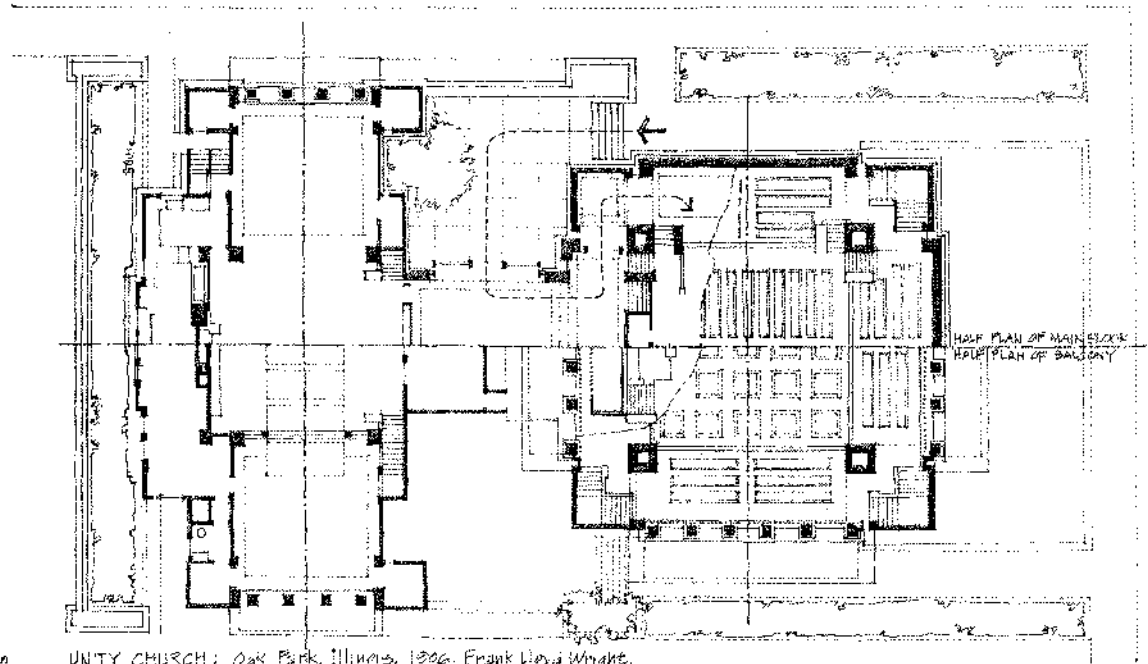 HALF PLAN OF MAIN FLOOR
HALF PLAN OF BALCONY
UNITY CHURCH: Oak Park, Illinois, 1906. Frank Lloyd Wright.